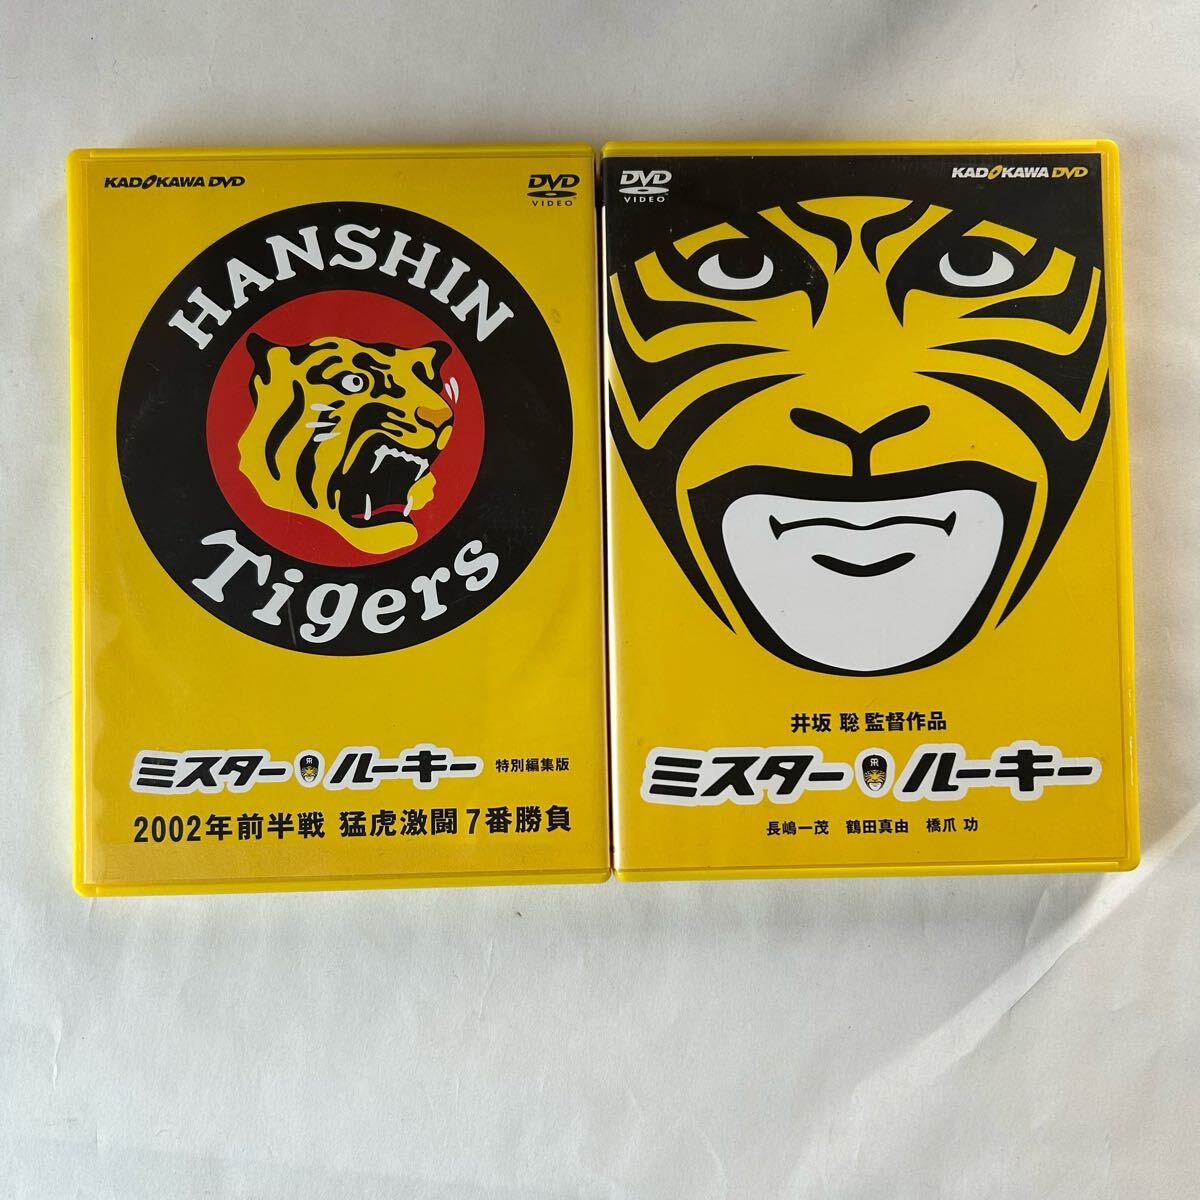 KADOKAWA DVD
DVD
VIDEO
HANSHIN
Tigers
ミスター ルーキー 特別編集版
2002年前半戦 猛虎激闘7番勝負
DVD
VIDEO
KADOKAWA DVD
井坂 聡 監督作品
ミスター ルーキー
長嶋一茂 鶴田真由 橋爪 功